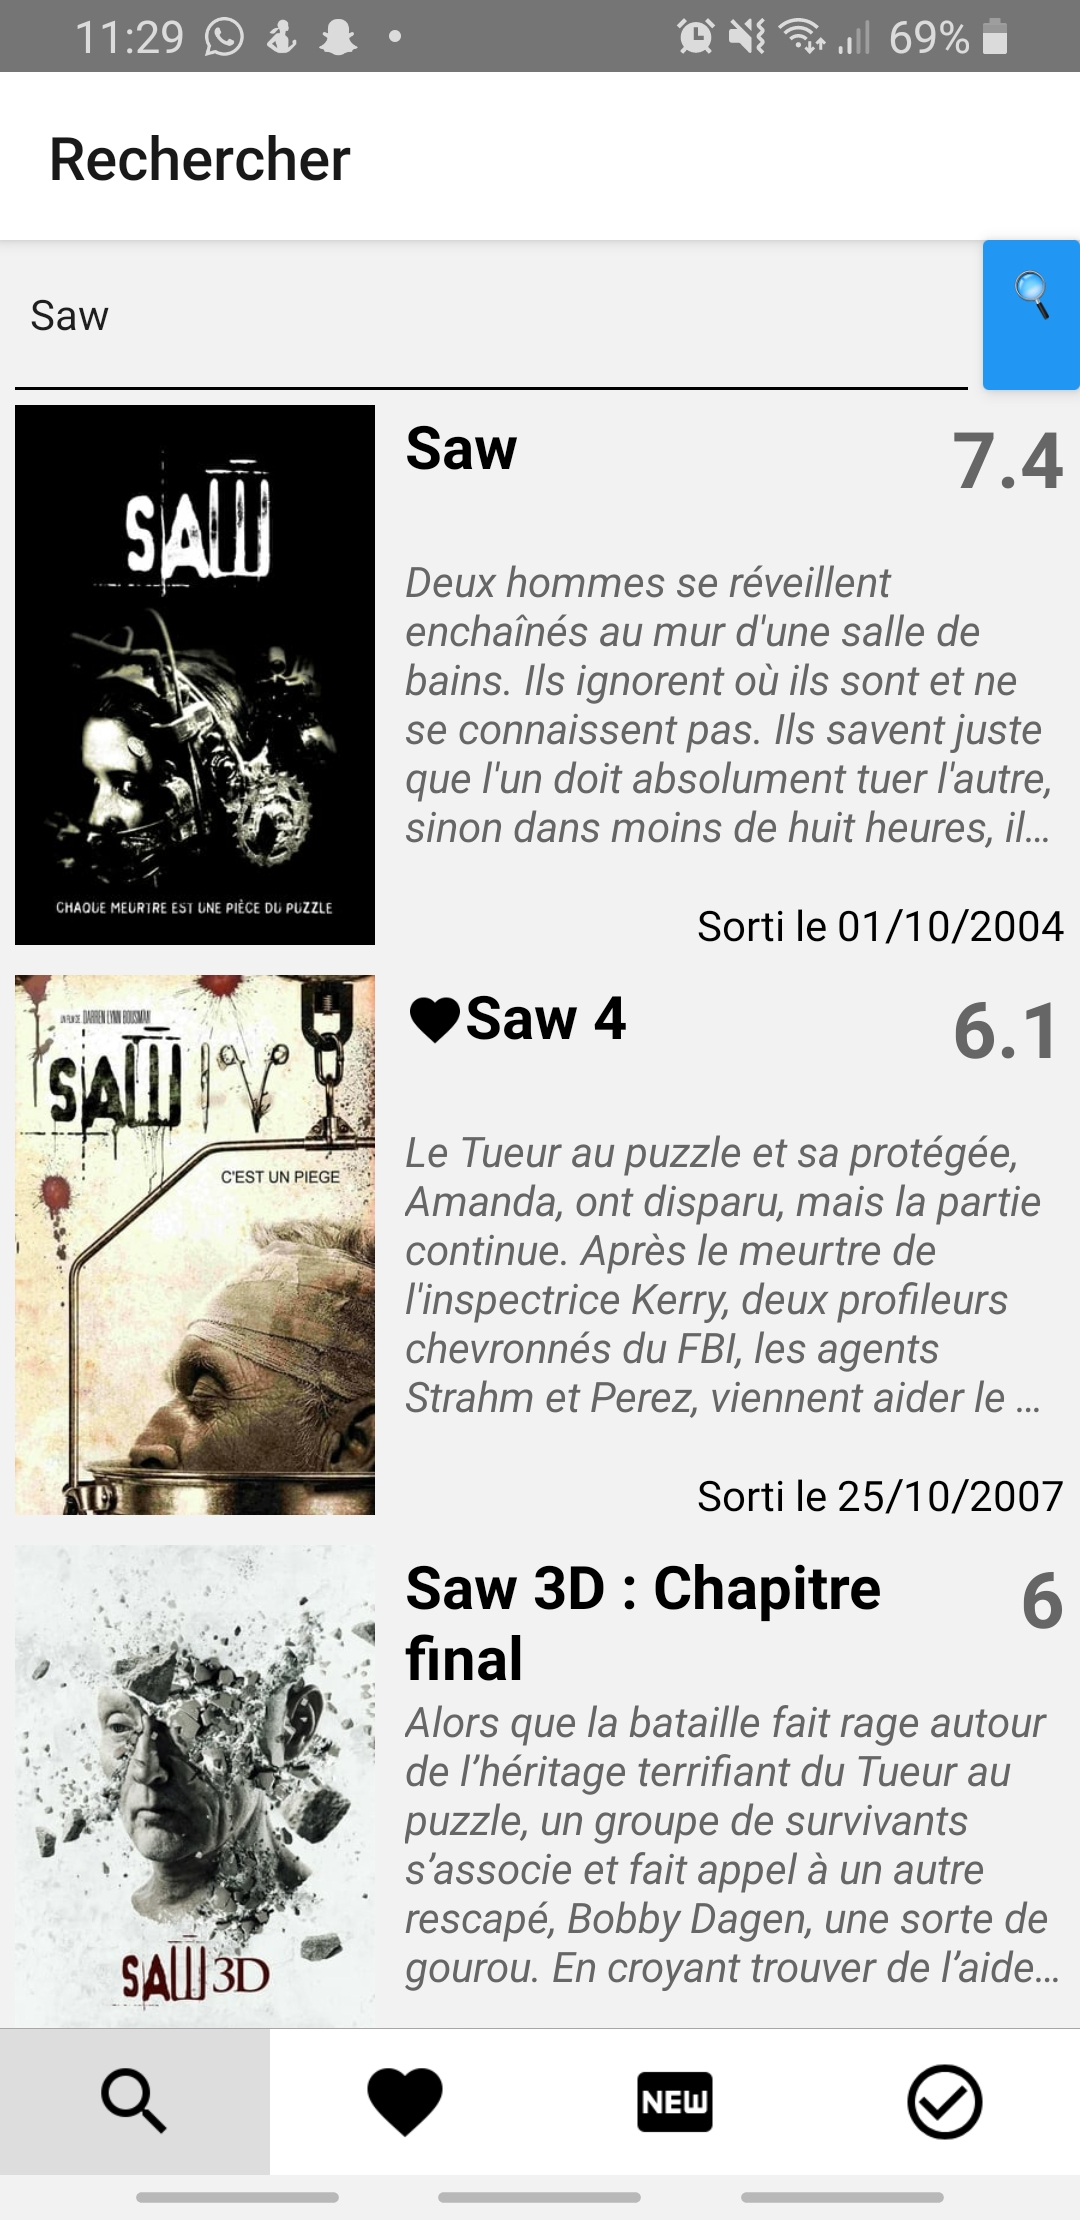 11:29
69%
Rechercher
Saw
SAW
CHAQUE MEURTRE EST UNE PIÈCE DU PUZZLE
Saw
7.4
Deux hommes se réveillent
enchaînés au mur d'une salle de
bains. Ils ignorent où ils sont et ne
se connaissent pas. Ils savent juste
que l'un doit absolument tuer l'autre,
sinon dans moins de huit heures, il…
Sorti le 01/10/2004
UN FILM DE DARREN LYNN BOUSMAN
SAW IV
C'EST UN PIEGE
Saw 4
6.1
Le Tueur au puzzle et sa protégée,
Amanda, ont disparu, mais la partie
continue. Après le meurtre de
l'inspectrice Kerry, deux profileurs
chevronnés du FBI, les agents
Strahm et Perez, viennent aider le …
Sorti le 25/10/2007
SAW 3D
Saw 3D : Chapitre
final
6
Alors que la bataille fait rage autour
de l’héritage terrifiant du Tueur au
puzzle, un groupe de survivants
s’associe et fait appel à un autre
rescapé, Bobby Dagen, une sorte de
gourou. En croyant trouver de l’aide…
NEW